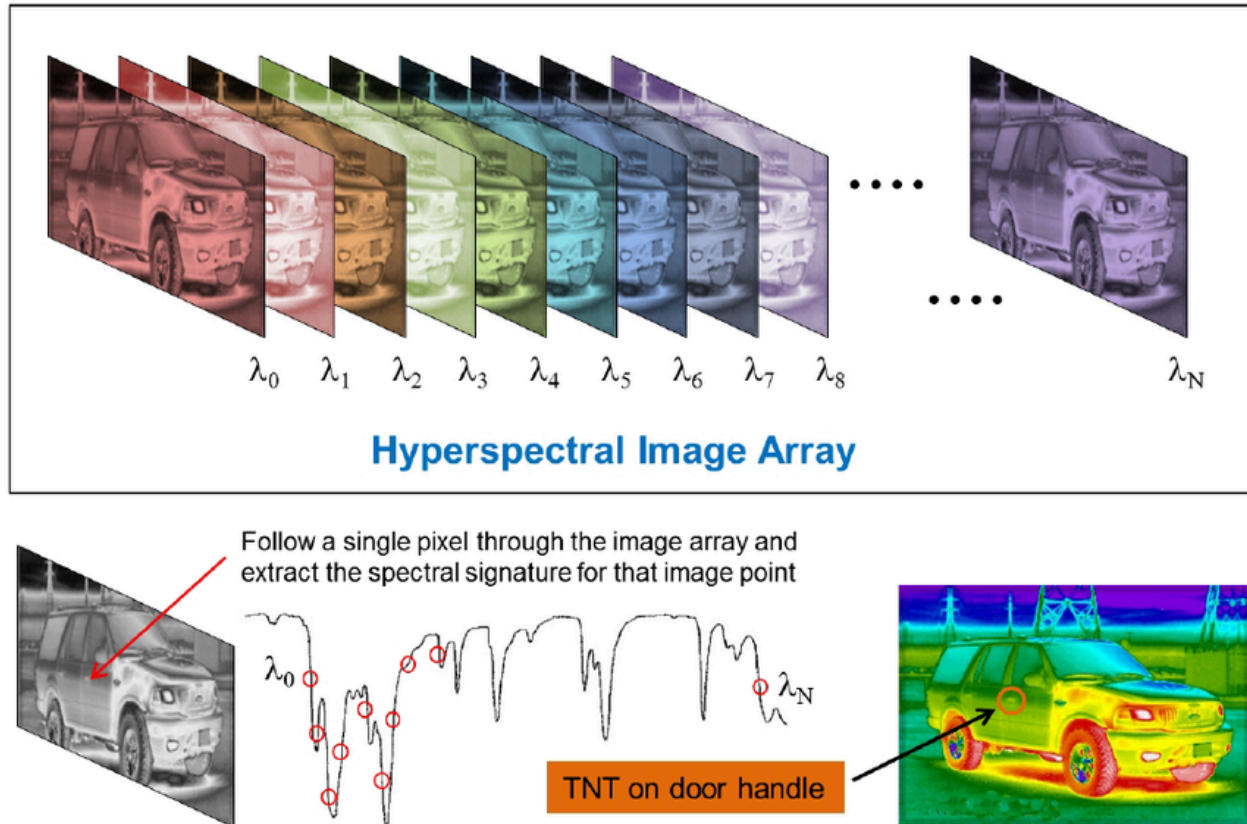 λ0 λ1 λ2 λ3 λ4 λ5 λ6 λ7 λ8 λN
Hyperspectral Image Array
Follow a single pixel through the image array and
extract the spectral signature for that image point
λ0
λN
TNT on door handle